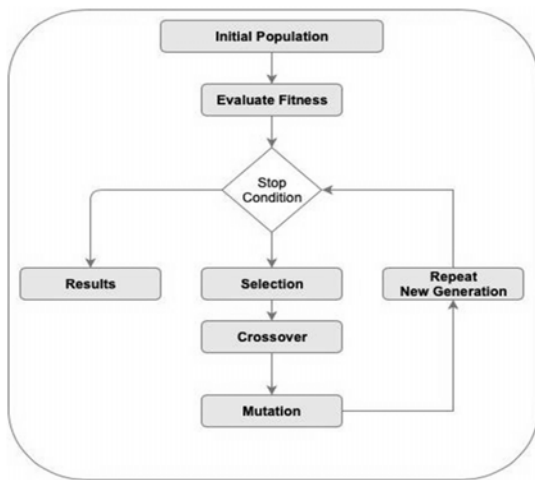 Initial Population
Evaluate Fitness
Stop
Condition
Results
Selection
Repeat
New Generation
Crossover
Mutation